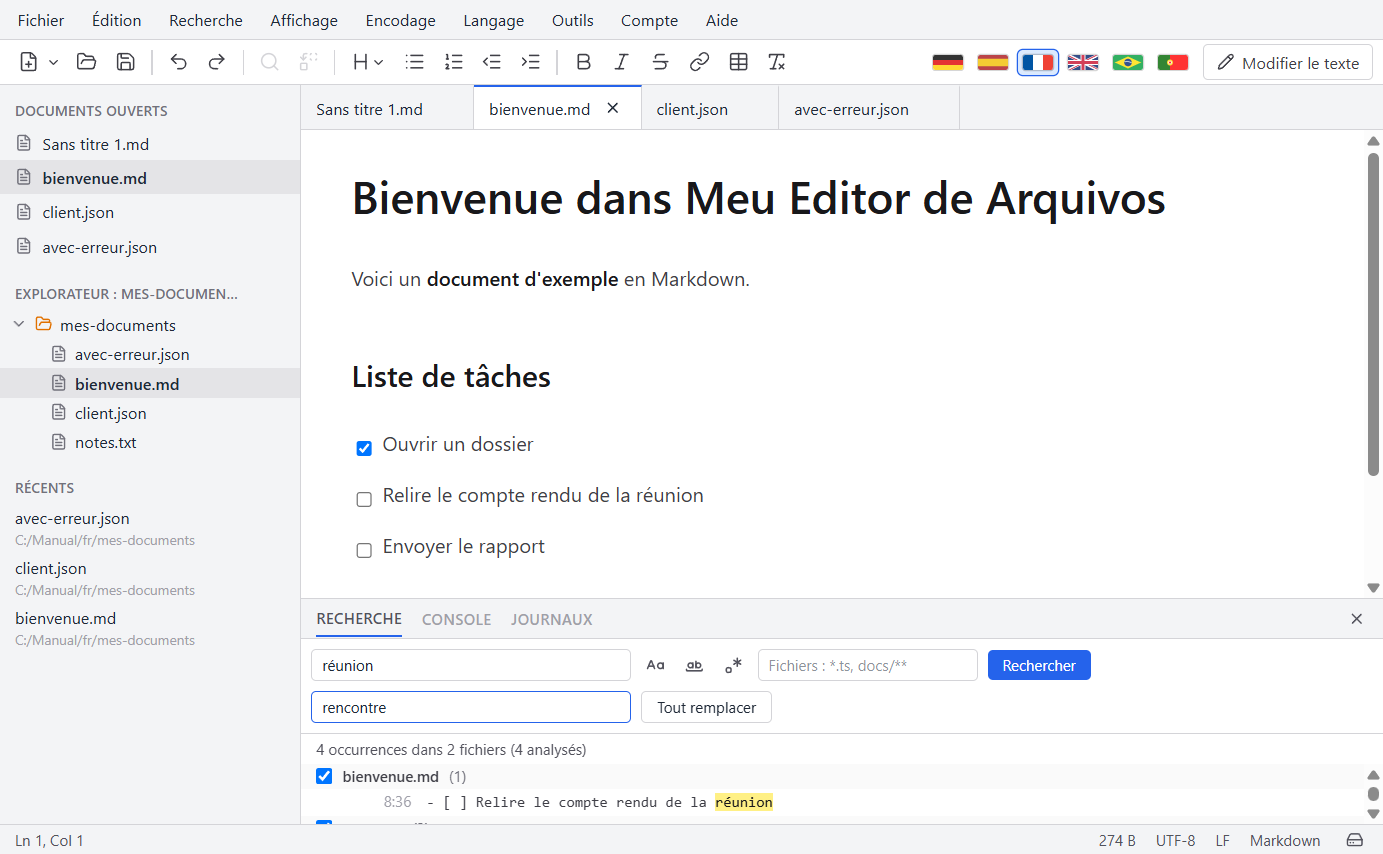 Fichier Édition Recherche Affichage Encodage Langage Outils Compte Aide
Modifier le texte
DOCUMENTS OUVERTS
Sans titre 1.md
bienvenue.md
client.json
avec-erreur.json
EXPLORATEUR : MES-DOCUMEN...
mes-documents
avec-erreur.json
bienvenue.md
client.json
notes.txt
RÉCENTS
avec-erreur.json
C:/Manual/fr/mes-documents
client.json
C:/Manual/fr/mes-documents
bienvenue.md
C:/Manual/fr/mes-documents
Sans titre 1.md bienvenue.md client.json avec-erreur.json
Bienvenue dans Meu Editor de Arquivos
Voici un document d'exemple en Markdown.
Liste de tâches
Ouvrir un dossier
Relire le compte rendu de la réunion
Envoyer le rapport
RECHERCHE CONSOLE JOURNAUX
réunion Aa ab Fichiers : *.ts, docs/** Rechercher
rencontre Tout remplacer
4 occurrences dans 2 fichiers (4 analysés)
bienvenue.md (1)
8:36 - [ ] Relire le compte rendu de la réunion
Ln 1, Col 1 274 B UTF-8 LF Markdown